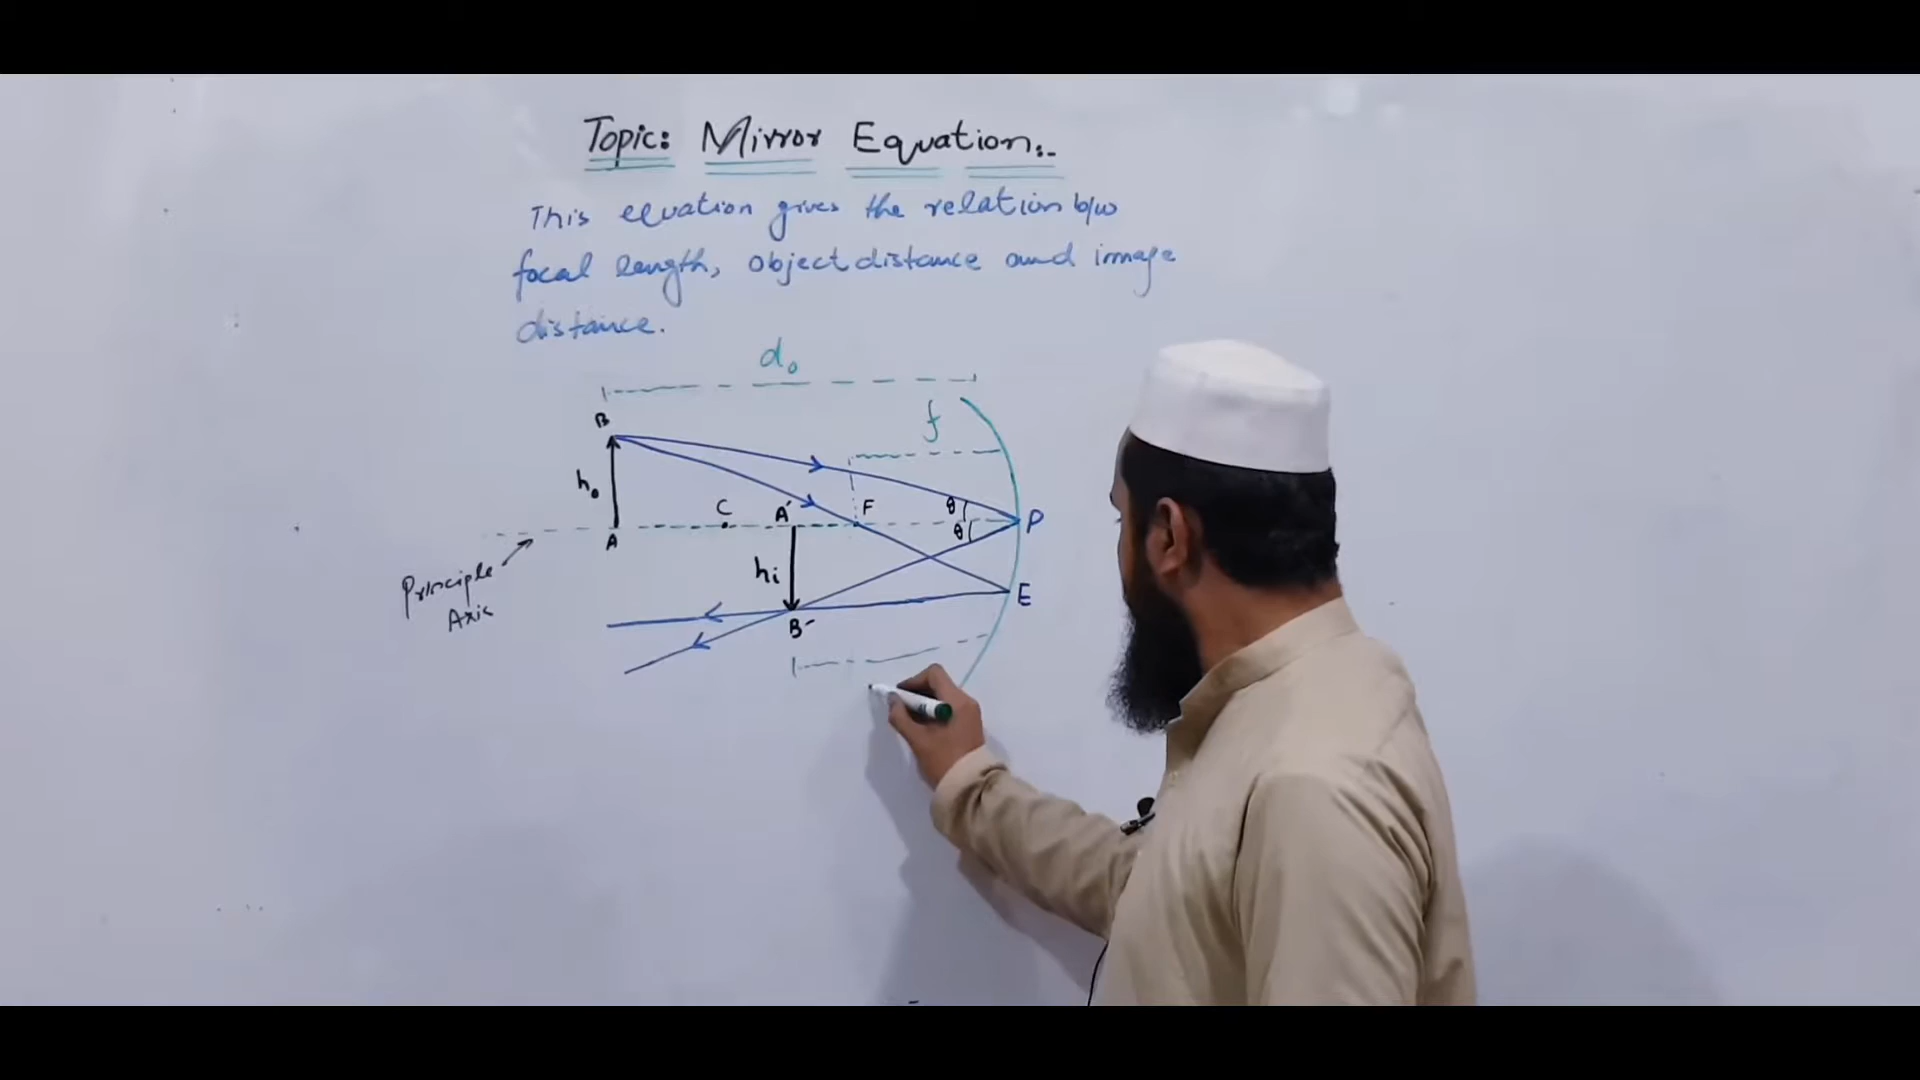 Topic: Mirror Equation:-
This equation gives the relation b/w
focal length, object distance and image
distance.
d₀
f
B
h₀
C
A′
F
θ
θ
P
A
Principle
Axis
hi
E
B′